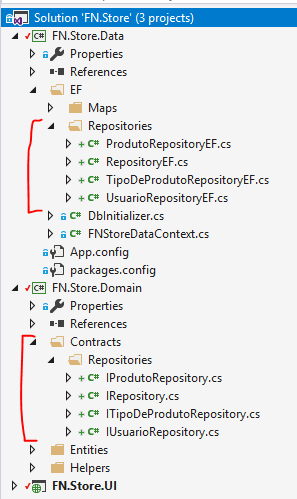 Solution 'FN.Store' (3 projects)
C# FN.Store.Data
Properties
References
EF
Maps
Repositories
C# ProdutoRepositoryEF.cs
C# RepositoryEF.cs
C# TipoDeProdutoRepositoryEF.cs
C# UsuarioRepositoryEF.cs
C# DbInitializer.cs
C# FNStoreDataContext.cs
App.config
packages.config
C# FN.Store.Domain
Properties
References
Contracts
Repositories
C# IProdutoRepository.cs
C# IRepository.cs
C# ITipoDeProdutoRepository.cs
C# IUsuarioRepository.cs
Entities
Helpers
FN.Store.UI